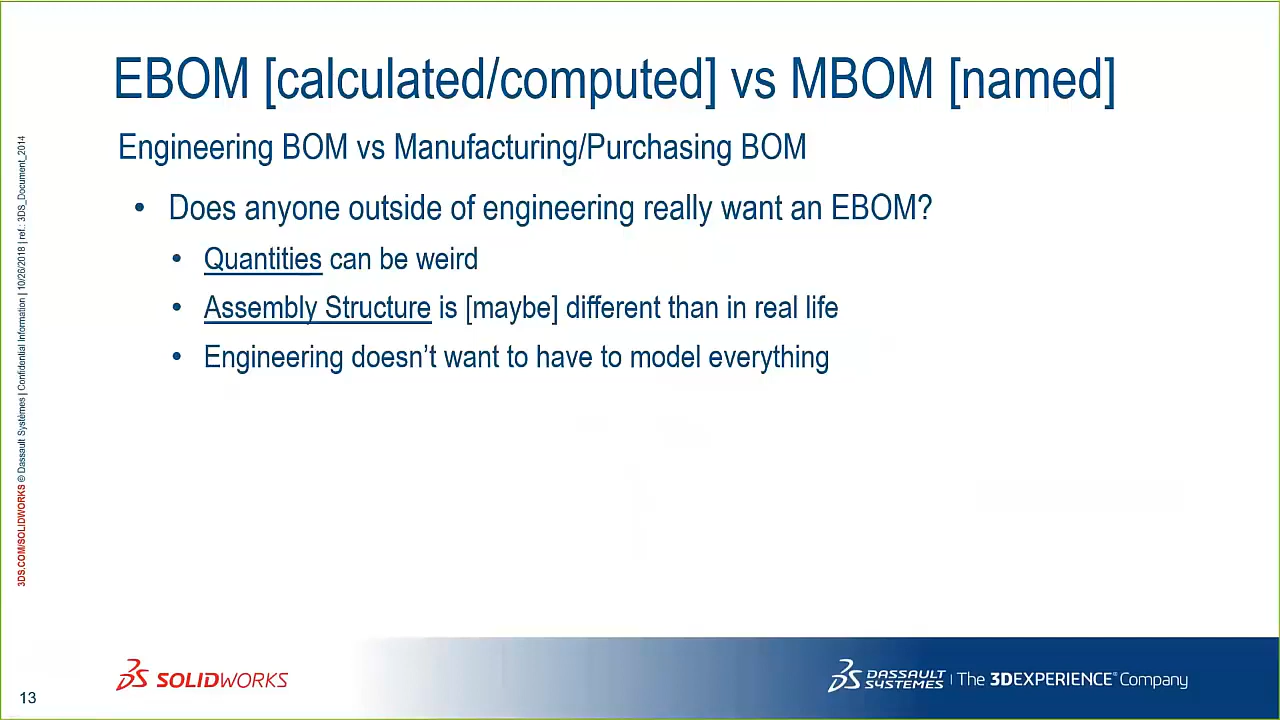 EBOM [calculated/computed] vs MBOM [named]
Engineering BOM vs Manufacturing/Purchasing BOM
• Does anyone outside of engineering really want an EBOM?
• Quantities can be weird
• Assembly Structure is [maybe] different than in real life
• Engineering doesn’t want to have to model everything
3DS.COM/SOLIDWORKS © Dassault Systèmes | Confidential Information | 10/26/2018 | ref.: 3DS_Document_2014
3DS SOLIDWORKS
3DS DASSAULT SYSTEMES | The 3DEXPERIENCE® Company
13